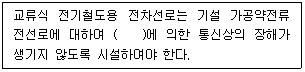 교류식 전기철도용 전차선로는 기설 가공약전류
전선로에 대하여 (    )에 의한 통신상의 장해가
생기지 않도록 시설하여야 한다.